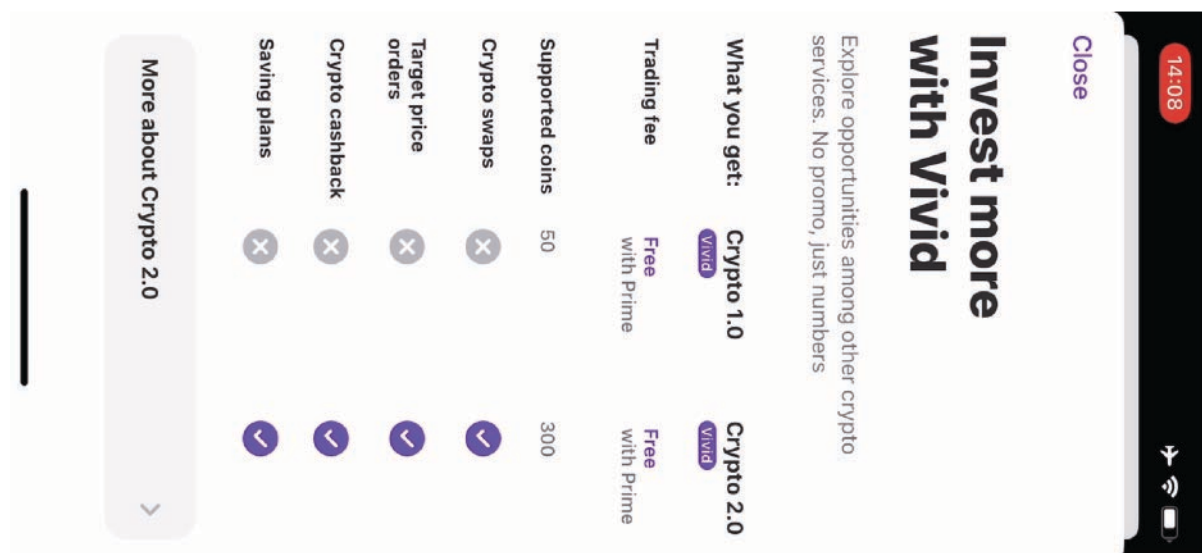 14:08
Close
Invest more
with Vivid
Explore opportunities among other crypto
services. No promo, just numbers
What you get: Crypto 1.0 Crypto 2.0
Vivid Vivid
Trading fee Free Free
with Prime with Prime
Supported coins 50 300
Crypto swaps
Target price
orders
Crypto cashback
Saving plans
More about Crypto 2.0